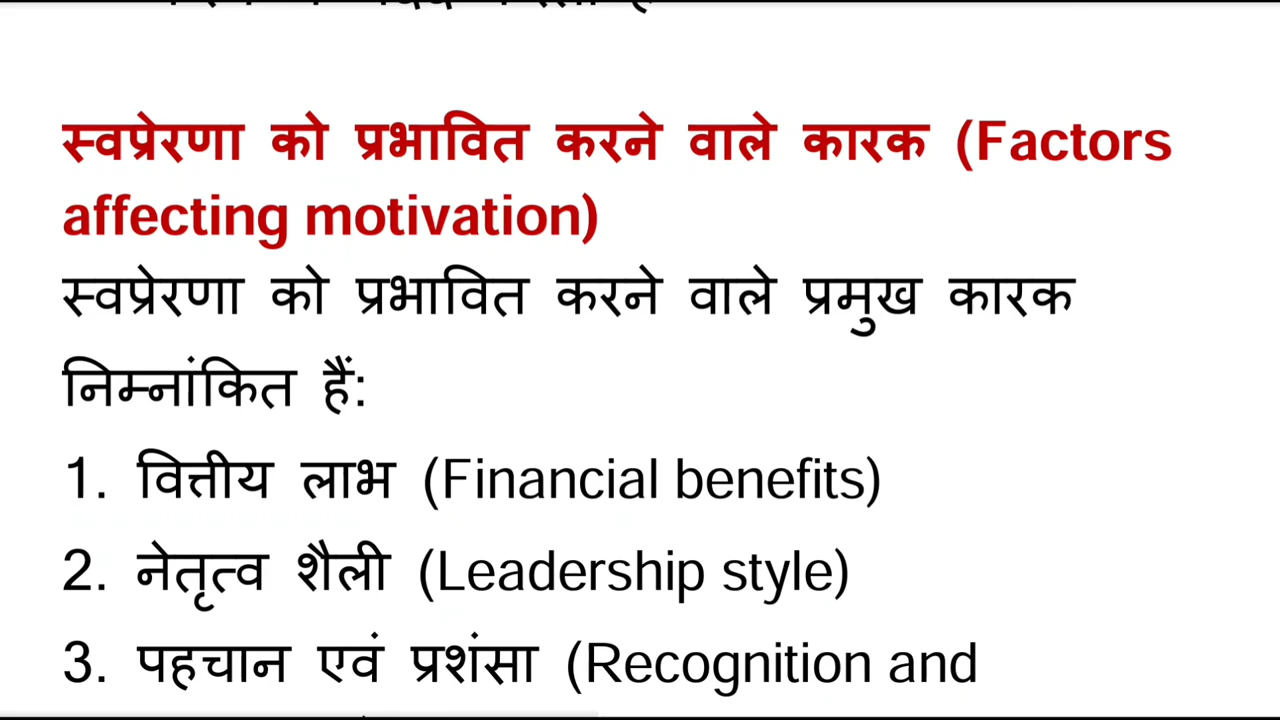 स्वप्रेरणा को प्रभावित करने वाले कारक (Factors
affecting motivation)
स्वप्रेरणा को प्रभावित करने वाले प्रमुख कारक
निम्नांकित हैं:
1. वित्तीय लाभ (Financial benefits)
2. नेतृत्व शैली (Leadership style)
3. पहचान एवं प्रशंसा (Recognition and